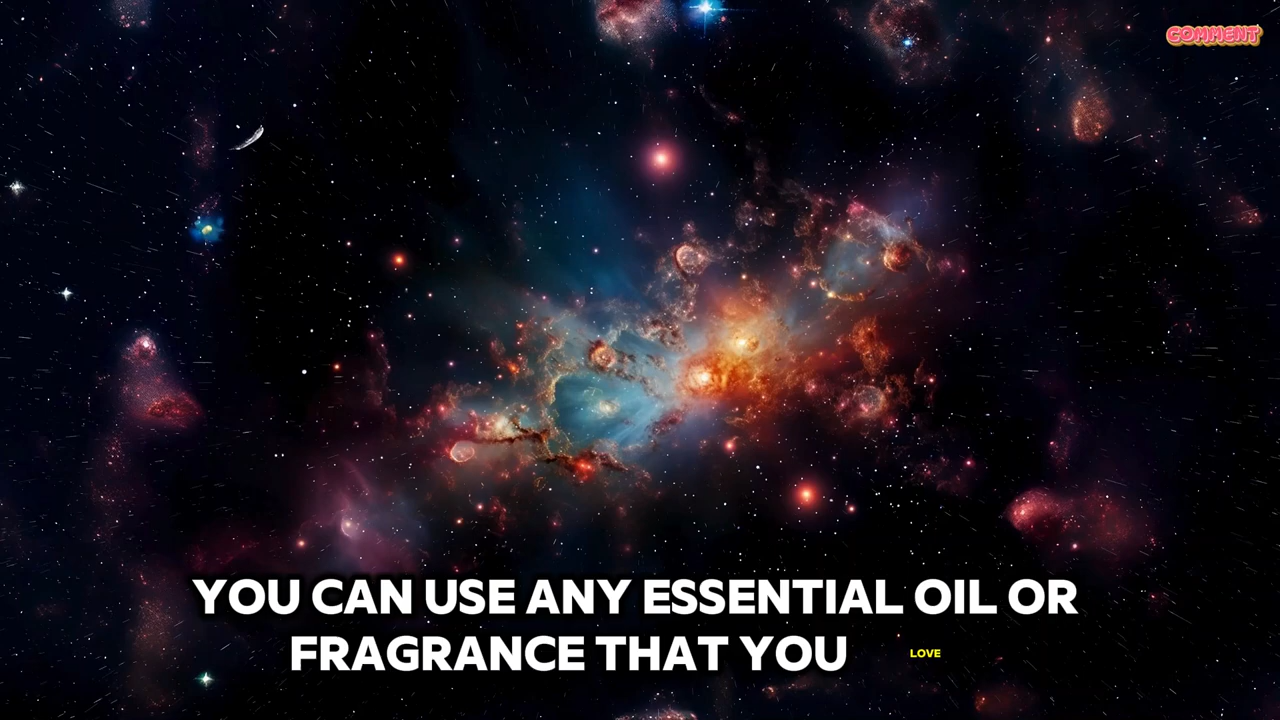 COMMENT
YOU CAN USE ANY ESSENTIAL OIL OR
FRAGRANCE THAT YOU LOVE